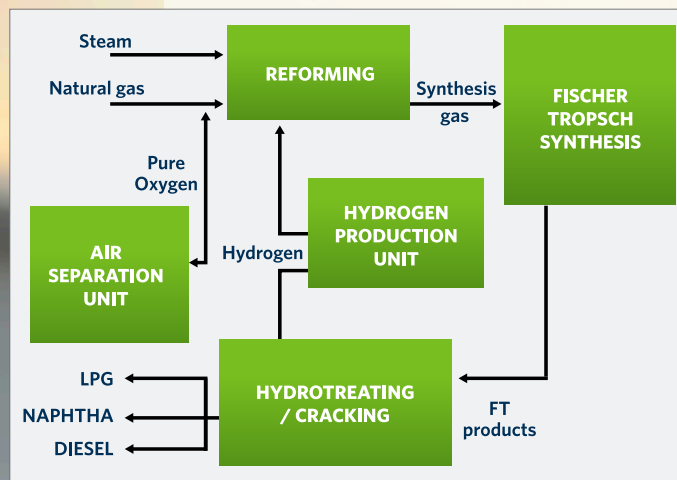 Steam
REFORMING
Natural gas
Synthesis
gas
FISCHER
TROPSCH
SYNTHESIS
Pure
Oxygen
HYDROGEN
PRODUCTION
UNIT
Hydrogen
AIR
SEPARATION
UNIT
LPG
NAPHTHA
DIESEL
HYDROTREATING
/ CRACKING
FT
products